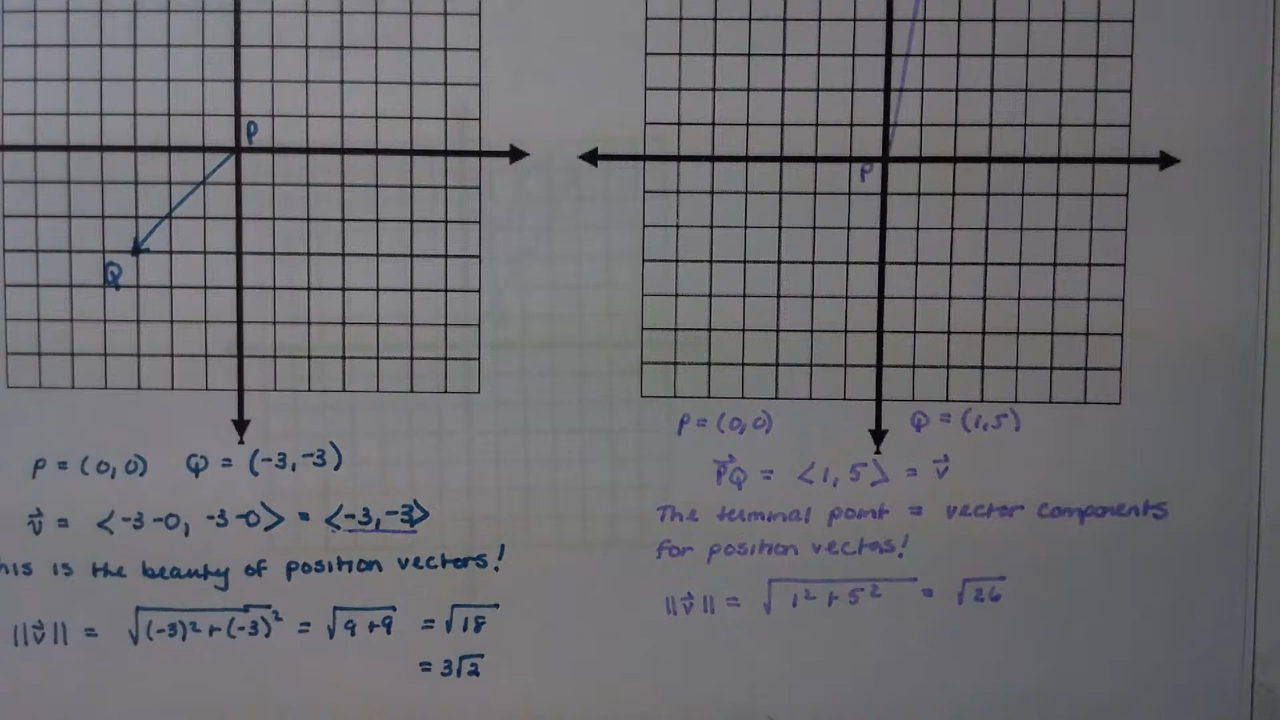 P
Q
P = (0,0) Q = (-3,-3)
v⃗ = <-3-0, -3-0> = <-3,-3>
his is the beauty of position vectors!
||v⃗|| = √(-3)²+(-3)² = √9+9 = √18
= 3√2
P
P = (0,0) Q = (1,5)
P⃗Q = <1,5> = v⃗
The terminal point = vector components
for position vectors!
||v⃗|| = √1²+5² = √26